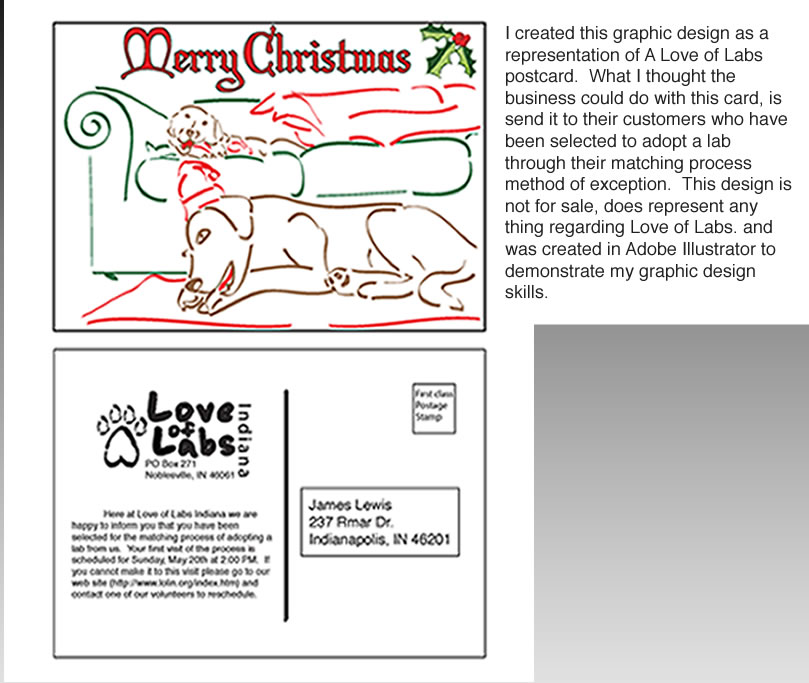 Merry Christmas
I created this graphic design as a
representation of A Love of Labs
postcard.  What I thought the
business could do with this card, is
send it to their customers who have
been selected to adopt a lab
through their matching process
method of exception.  This design is
not for sale, does represent any
thing regarding Love of Labs. and
was created in Adobe Illustrator to
demonstrate my graphic design
skills.
Love
of
Labs
Indiana
PO Box 271
Noblesville, IN 46061
First class
Postage
Stamp
James Lewis
237 Rmar Dr.
Indianapolis, IN 46201
Here at Love of Labs Indiana we are
happy to inform you that you have been
selected for the matching process of adopting a
lab from us.  Your first visit of the process is
scheduled for Sunday, May 20th at 2:00 PM.  If
you cannot make it to this visit please go to our
web site (http://www.lolin.org/index.htm) and
contact one of our volunteers to reschedule.